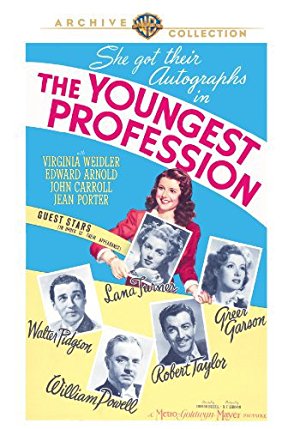 ARCHIVE WB COLLECTION
She got their
Autographs
in
THE YOUNGEST
PROFESSION
with
VIRGINIA WEIDLER
EDWARD ARNOLD
JOHN CARROLL
JEAN PORTER
GUEST STARS
Lana Turner
Greer
Garson
Walter Pidgeon
Robert Taylor
William Powell
A METRO Goldwyn Mayer PICTURE